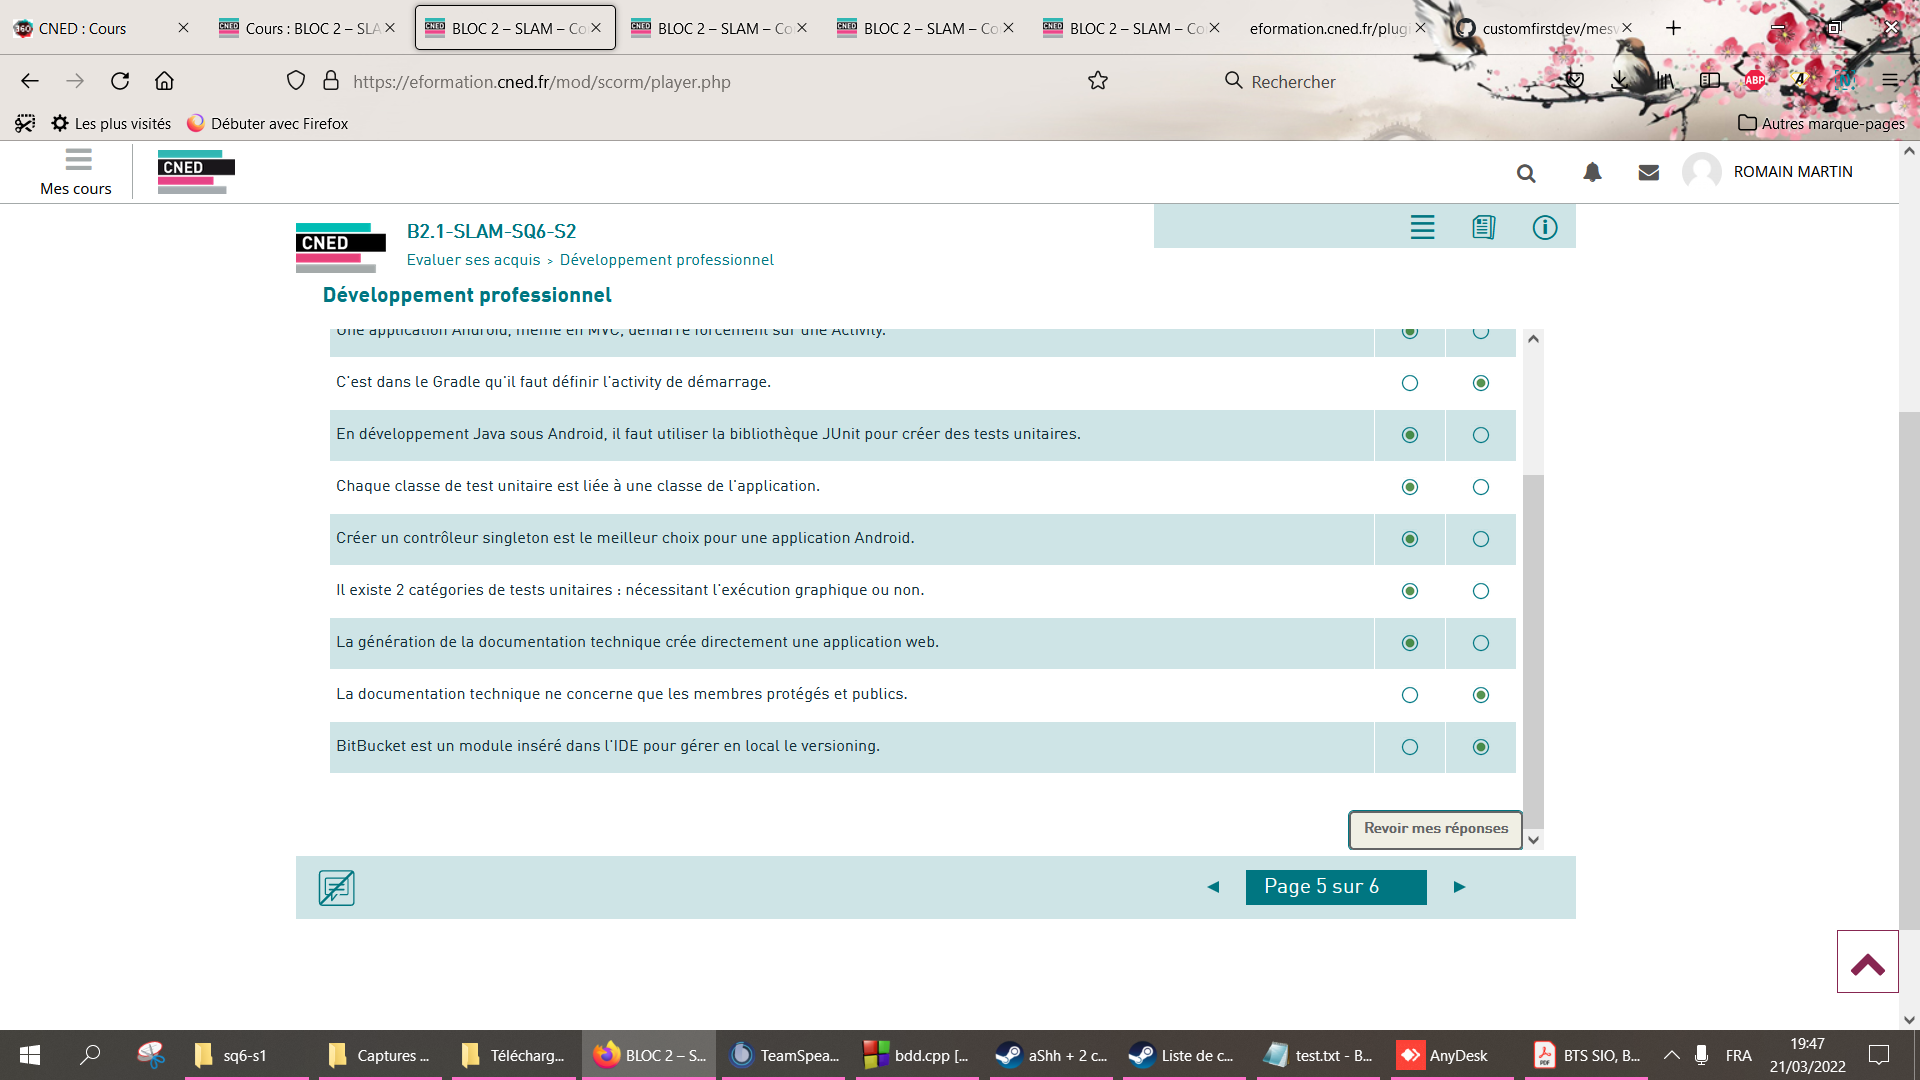 CNED : Cours
Cours : BLOC 2 – SLA
BLOC 2 – SLAM – Co
BLOC 2 – SLAM – Co
BLOC 2 – SLAM – Co
BLOC 2 – SLAM – Co
eformation.cned.fr/plugi
customfirstdev/mesv
https://eformation.cned.fr/mod/scorm/player.php
Rechercher
ABP
Les plus visités
Débuter avec Firefox
Autres marque-pages
Mes cours
CNED
ROMAIN MARTIN
CNED
B2.1-SLAM-SQ6-S2
Evaluer ses acquis > Développement professionnel
Développement professionnel
Une application Android, même en MVC, démarre forcément sur une Activity.
C'est dans le Gradle qu'il faut définir l'activity de démarrage.
En développement Java sous Android, il faut utiliser la bibliothèque JUnit pour créer des tests unitaires.
Chaque classe de test unitaire est liée à une classe de l'application.
Créer un contrôleur singleton est le meilleur choix pour une application Android.
Il existe 2 catégories de tests unitaires : nécessitant l'exécution graphique ou non.
La génération de la documentation technique crée directement une application web.
La documentation technique ne concerne que les membres protégés et publics.
BitBucket est un module inséré dans l'IDE pour gérer en local le versioning.
Revoir mes réponses
Page 5 sur 6
sq6-s1
Captures ...
Télécharg...
BLOC 2 – S...
TeamSpea...
bdd.cpp [...
aShh + 2 c...
Liste de c...
test.txt - B...
AnyDesk
BTS SIO, B...
FRA
19:47
21/03/2022